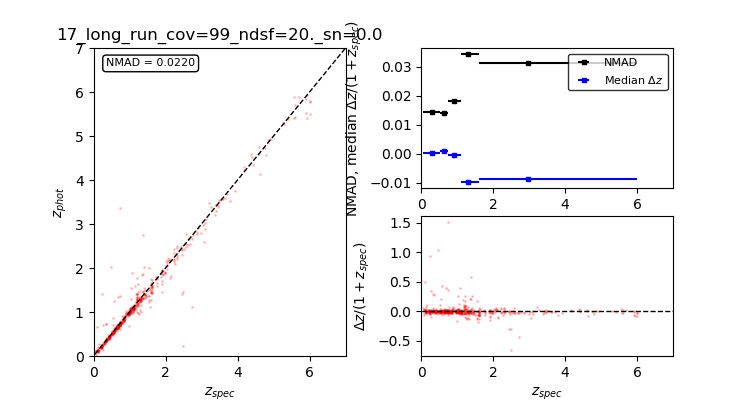 17_long_run_cov=99_ndsf=20._sn=0.0
NMAD = 0.0220
7
6
5
4
3
2
1
0
z_phot
0 2 4 6
z_spec
NMAD, median Δz/(1 + z_spec)
0.03
0.02
0.01
0.00
−0.01
NMAD
Median Δz
0 2 4 6
Δz/(1 + z_spec)
1.5
1.0
0.5
0.0
−0.5
0 2 4 6
z_spec